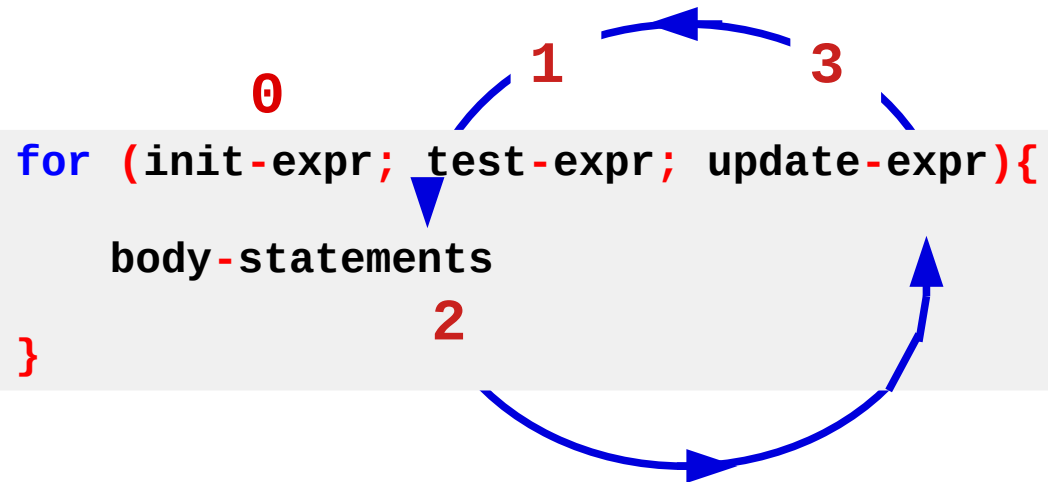 1 3
0
for (init-expr; test-expr; update-expr){
body-statements
2
}